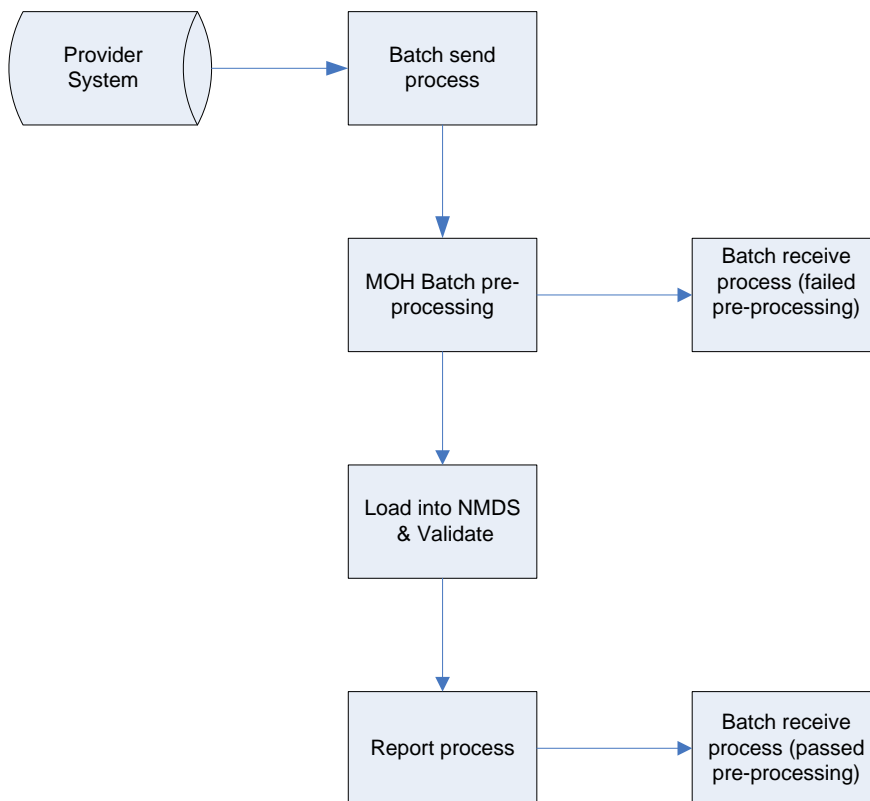 Provider
System
Batch send
process
MOH Batch pre-
processing
Batch receive
process (failed
pre-processing)
Load into NMDS
& Validate
Report process
Batch receive
process (passed
pre-processing)